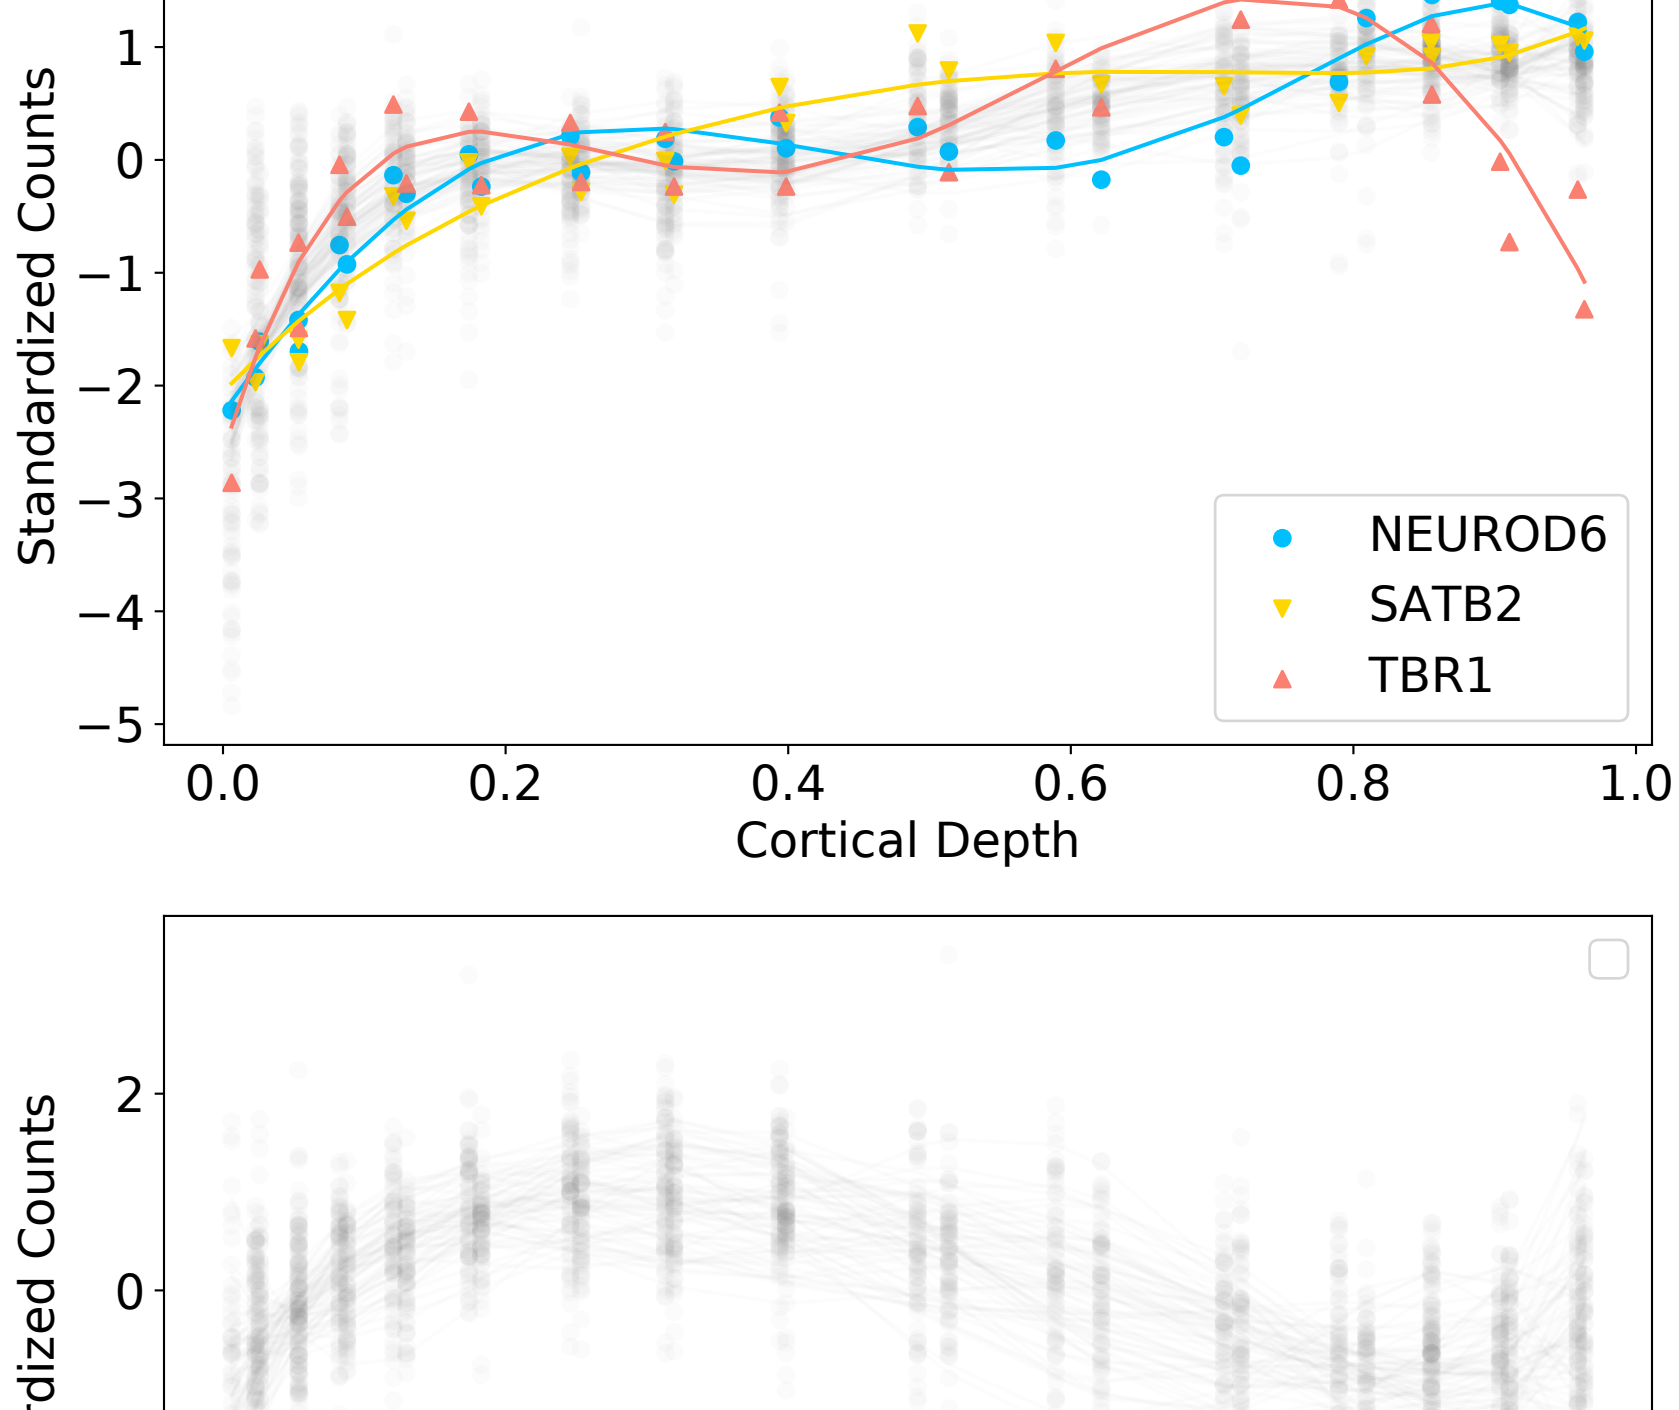 1
0
−1
−2
−3
−4
−5
Standardized Counts
NEUROD6
SATB2
TBR1
0.0 0.2 0.4 0.6 0.8 1.0
Cortical Depth
2
0
rdized Counts